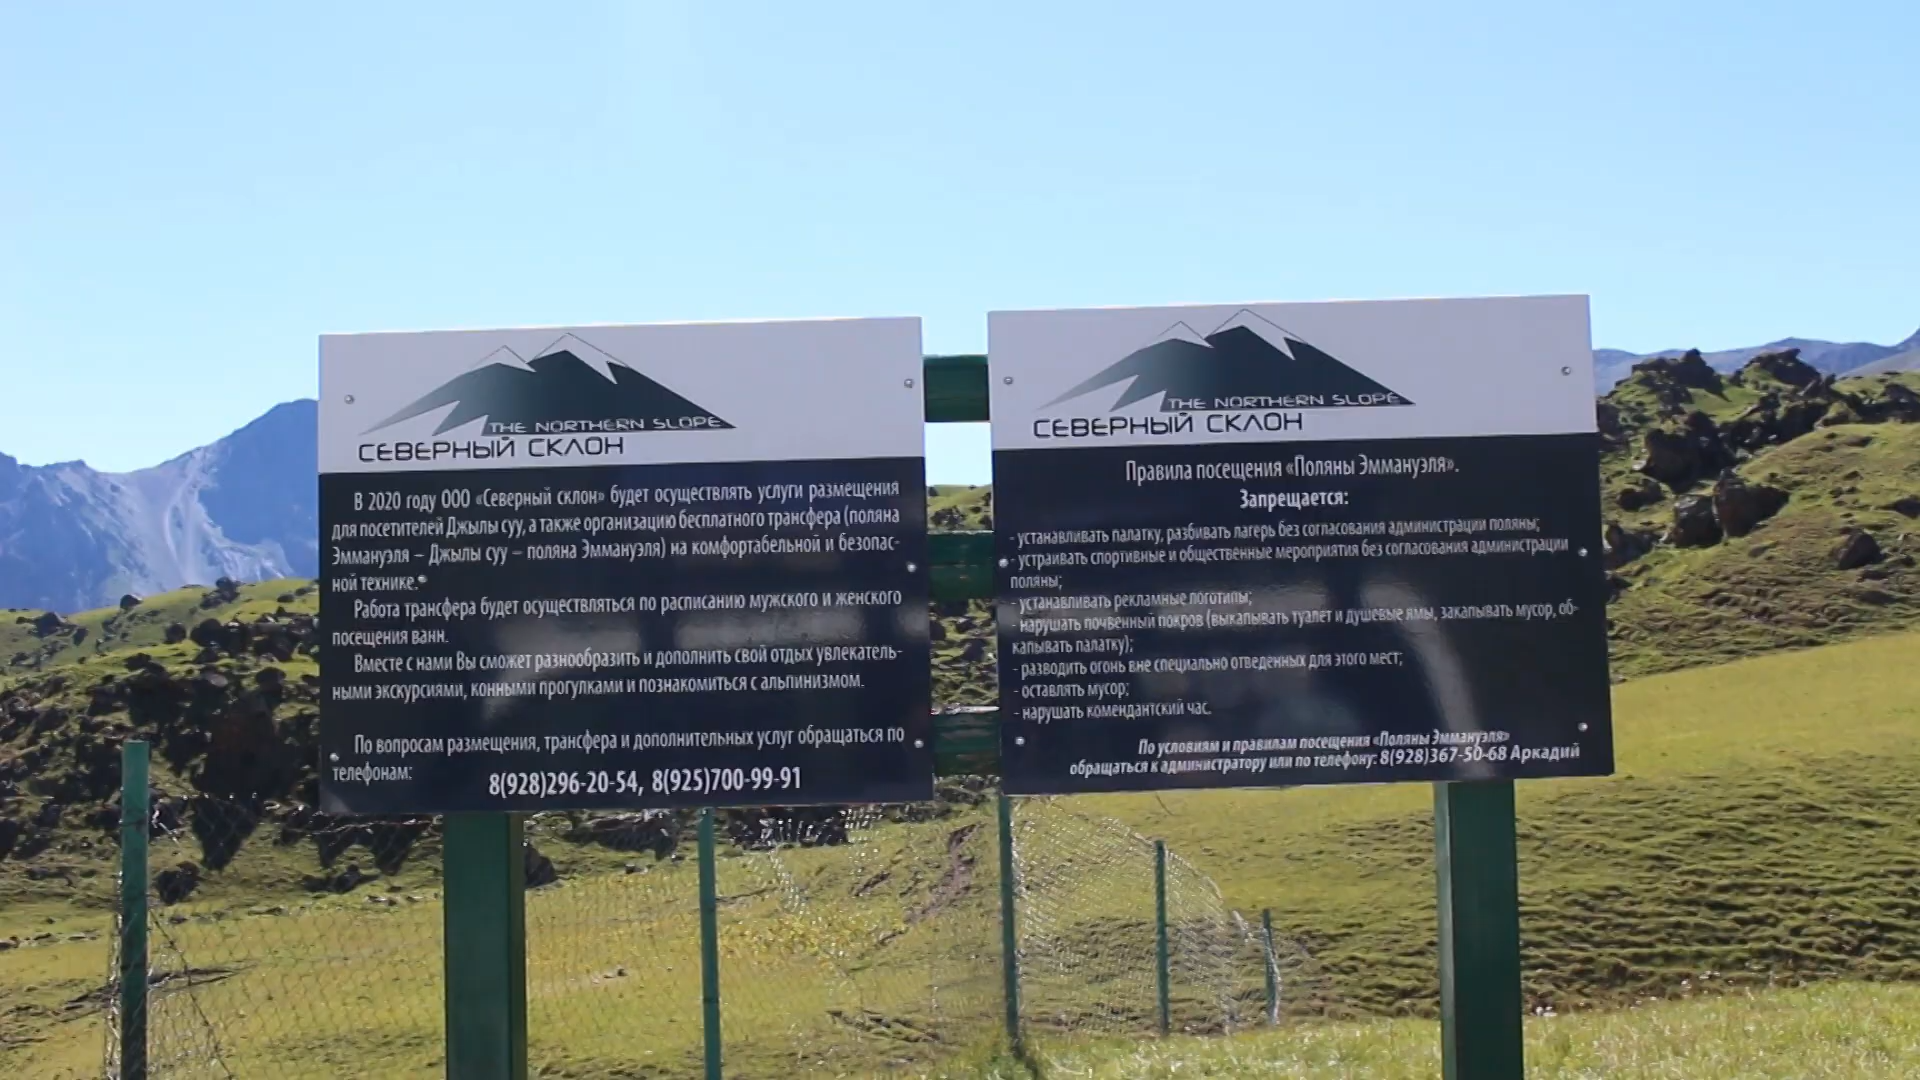 THE NORTHERN SLOPE
СЕВЕРНЫЙ СКЛОН
В 2020 году ООО «Северный склон» будет осуществлять услуги размещения
для посетителей Джылы суу, а также организацию бесплатного трансфера (поляна
Эммануэля – Джылы суу – поляна Эммануэля) на комфортабельной и безопас-
ной технике.
Работа трансфера будет осуществляться по расписанию мужского и женского
посещения ванн.
Вместе с нами Вы сможет разнообразить и дополнить свой отдых увлекатель-
ными экскурсиями, конными прогулками и познакомиться с альпинизмом.
По вопросам размещения, трансфера и дополнительных услуг обращаться по
телефонам:
8(928)296-20-54, 8(925)700-99-91
THE NORTHERN SLOPE
СЕВЕРНЫЙ СКЛОН
Правила посещения «Поляны Эммануэля».
Запрещается:
- устанавливать палатку, разбивать лагерь без согласования администрации поляны;
- устраивать спортивные и общественные мероприятия без согласования администрации
поляны;
- устанавливать рекламные логотипы;
- нарушать почвенный покров (выкапывать туалет и душевые ямы, закапывать мусор, об-
капывать палатку);
- разводить огонь вне специально отведенных для этого мест;
- оставлять мусор;
- нарушать комендантский час.
По условиям и правилам посещения «Поляны Эммануэля»
обращаться к администратору или по телефону: 8(928)367-50-68 Аркадий